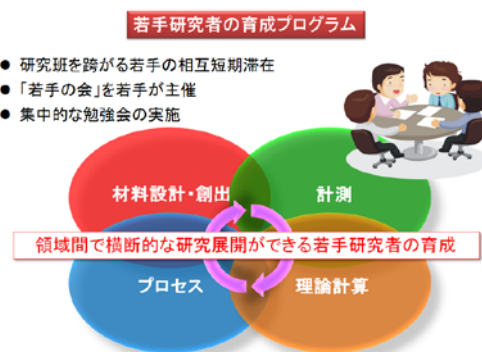 若手研究者の育成プログラム
● 研究班を跨がる若手の相互短期滞在
● 「若手の会」を若手が主催
● 集中的な勉強会の実施
材料設計・創出
計測
領域間で横断的な研究展開ができる若手研究者の育成
プロセス
理論計算